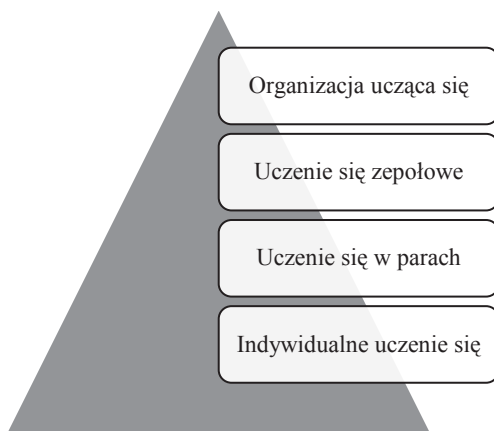 Organizacja ucząca się
Uczenie się zepołowe
Uczenie się w parach
Indywidualne uczenie się